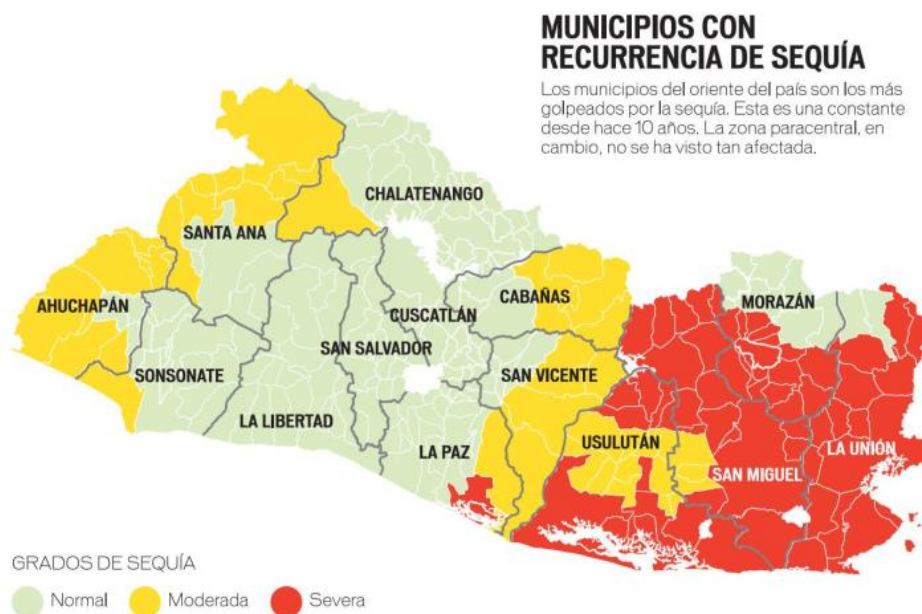 MUNICIPIOS CON
RECURRENCIA DE SEQUÍA
Los municipios del oriente del país son los más
golpeados por la sequía. Esta es una constante
desde hace 10 años. La zona paracentral, en
cambio, no se ha visto tan afectada.
CHALATENANGO
SANTA ANA
AHUCHAPÁN
CABAÑAS
MORAZÁN
CUSCATLÁN
SAN SALVADOR
SONSONATE
SAN VICENTE
LA LIBERTAD
LA PAZ
USULUTÁN
LA UNIÓN
SAN MIGUEL
GRADOS DE SEQUÍA
Normal Moderada Severa